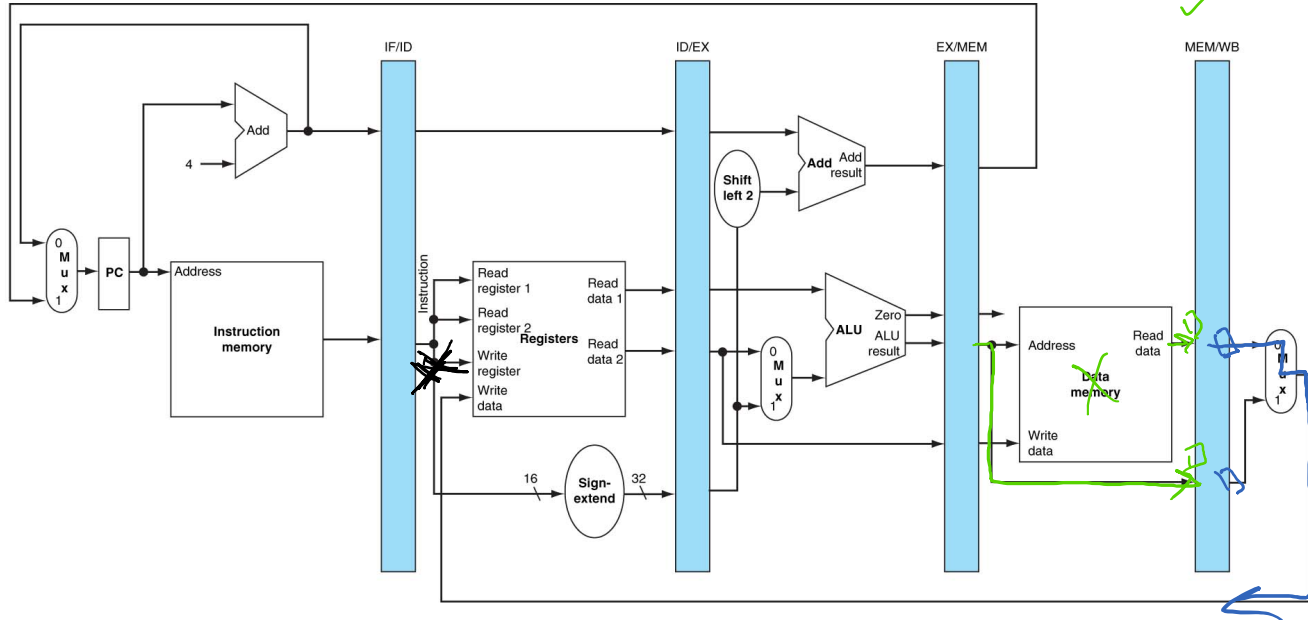 IF/ID
ID/EX
EX/MEM
MEM/WB
Add
4
Add
Add
result
Shift
left 2
0
M
u
x
1
PC
Address
Instruction
memory
Instruction
Read
register 1
Read
register 2
Write
register
Write
data
Registers
Read
data 1
Read
data 2
0
M
u
x
1
Zero
ALU
ALU
result
Address
Read
data
Data
memory
Write
data
0
M
u
x
1
16
Sign-
extend
32